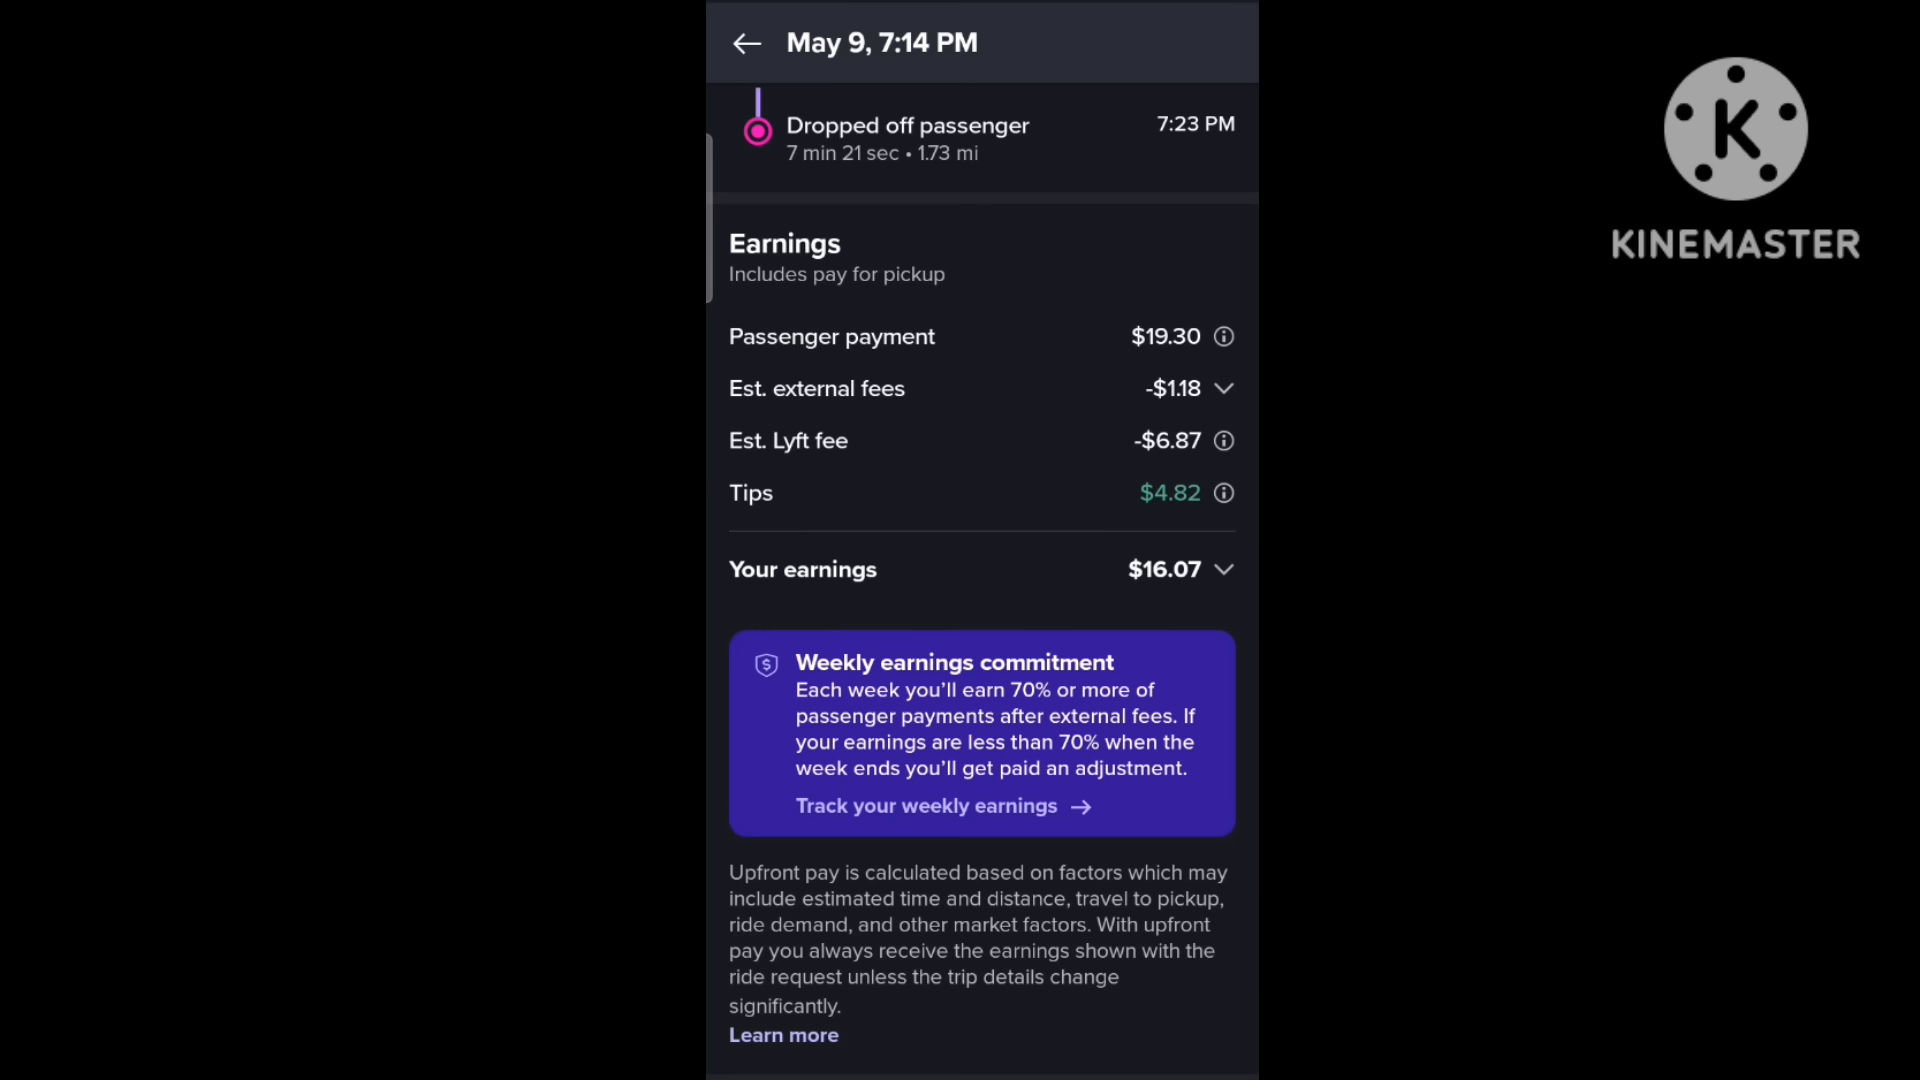 May 9, 7:14 PM
Dropped off passenger 7:23 PM
7 min 21 sec • 1.73 mi
Earnings
Includes pay for pickup
Passenger payment $19.30
Est. external fees -$1.18
Est. Lyft fee -$6.87
Tips $4.82
Your earnings $16.07
Weekly earnings commitment
Each week you’ll earn 70% or more of
passenger payments after external fees. If
your earnings are less than 70% when the
week ends you’ll get paid an adjustment.
Track your weekly earnings →
Upfront pay is calculated based on factors which may
include estimated time and distance, travel to pickup,
ride demand, and other market factors. With upfront
pay you always receive the earnings shown with the
ride request unless the trip details change
significantly.
Learn more
K
KINEMASTER